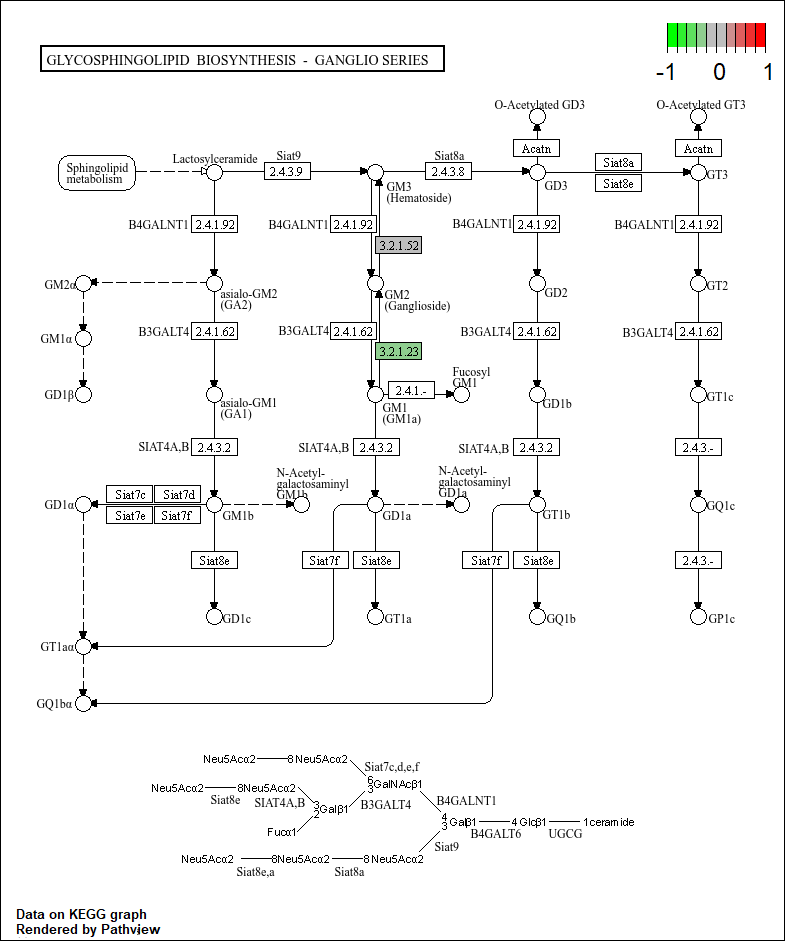 GLYCOSPHINGOLIPID BIOSYNTHESIS - GANGLIO SERIES
-1 0 1
O-Acetylated GD3 O-Acetylated GT3
Acatn Acatn
Sphingolipid
metabolism
Lactosylceramide Siat9 Siat8a Siat8a
2.4.3.9 2.4.3.8 Siat8e
GM3
(Hematoside)
GD3 GT3
B4GALNT1 2.4.1.92 B4GALNT1 2.4.1.92 B4GALNT1 2.4.1.92 B4GALNT1 2.4.1.92
3.2.1.52
GM2α asialo-GM2
(GA2)
GM2
(Ganglioside)
GD2 GT2
GM1α B3GALT4 2.4.1.62 B3GALT4 2.4.1.62 B3GALT4 2.4.1.62 B3GALT4 2.4.1.62
3.2.1.23
GD1β asialo-GM1
(GA1)
2.4.1.-
Fucosyl
GM1
GM1
(GM1a)
GD1b GT1c
SIAT4A,B 2.4.3.2 SIAT4A,B 2.4.3.2 SIAT4A,B 2.4.3.2 2.4.3.-
N-Acetyl-
galactosaminyl
GM1b
N-Acetyl-
galactosaminyl
GD1a
Siat7c Siat7d
GD1α Siat7e Siat7f GM1b GD1a GT1b GQ1c
Siat8e Siat7f Siat8e Siat7f Siat8e 2.4.3.-
GD1c GT1a GQ1b GP1c
GT1aα
GQ1bα
Neu5Acα2 8 Neu5Acα2 Siat7c,d,e,f
6
3 GalNAcβ1
Neu5Acα2 8Neu5Acα2
Siat8e SIAT4A,B 3
2 Galβ1 B3GALT4 B4GALNT1
Fucα1 4
3 Galβ1 4 Glcβ1 1ceramide
B4GALT6 UGCG
Siat9
Neu5Acα2 8Neu5Acα2 8 Neu5Acα2
Siat8e,a Siat8a
Data on KEGG graph
Rendered by Pathview